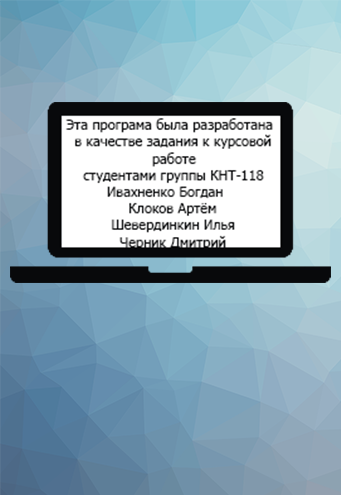 Эта програма была разработана
в качестве задания к курсовой
работе
студентами группы КНТ-118
Ивахненко Богдан
Клоков Артём
Шевердинкин Илья
Черник Дмитрий